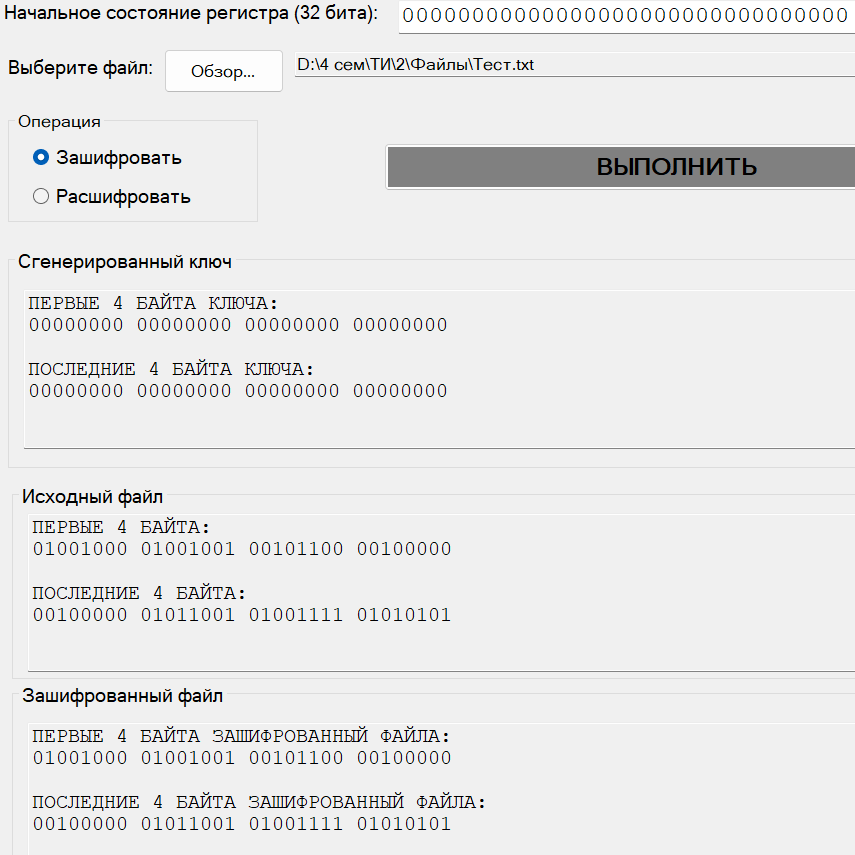 Начальное состояние регистра (32 бита): 00000000000000000000000000000000
Выберите файл: Обзор... D:\4 сем\ТИ\2\Файлы\Тест.txt
Операция
Зашифровать
ВЫПОЛНИТЬ
Расшифровать
Сгенерированный ключ
ПЕРВЫЕ 4 БАЙТА КЛЮЧА:
00000000 00000000 00000000 00000000
ПОСЛЕДНИЕ 4 БАЙТА КЛЮЧА:
00000000 00000000 00000000 00000000
Исходный файл
ПЕРВЫЕ 4 БАЙТА:
01001000 01001001 00101100 00100000
ПОСЛЕДНИЕ 4 БАЙТА:
00100000 01011001 01001111 01010101
Зашифрованный файл
ПЕРВЫЕ 4 БАЙТА ЗАШИФРОВАННЫЙ ФАЙЛА:
01001000 01001001 00101100 00100000
ПОСЛЕДНИЕ 4 БАЙТА ЗАШИФРОВАННЫЙ ФАЙЛА:
00100000 01011001 01001111 01010101